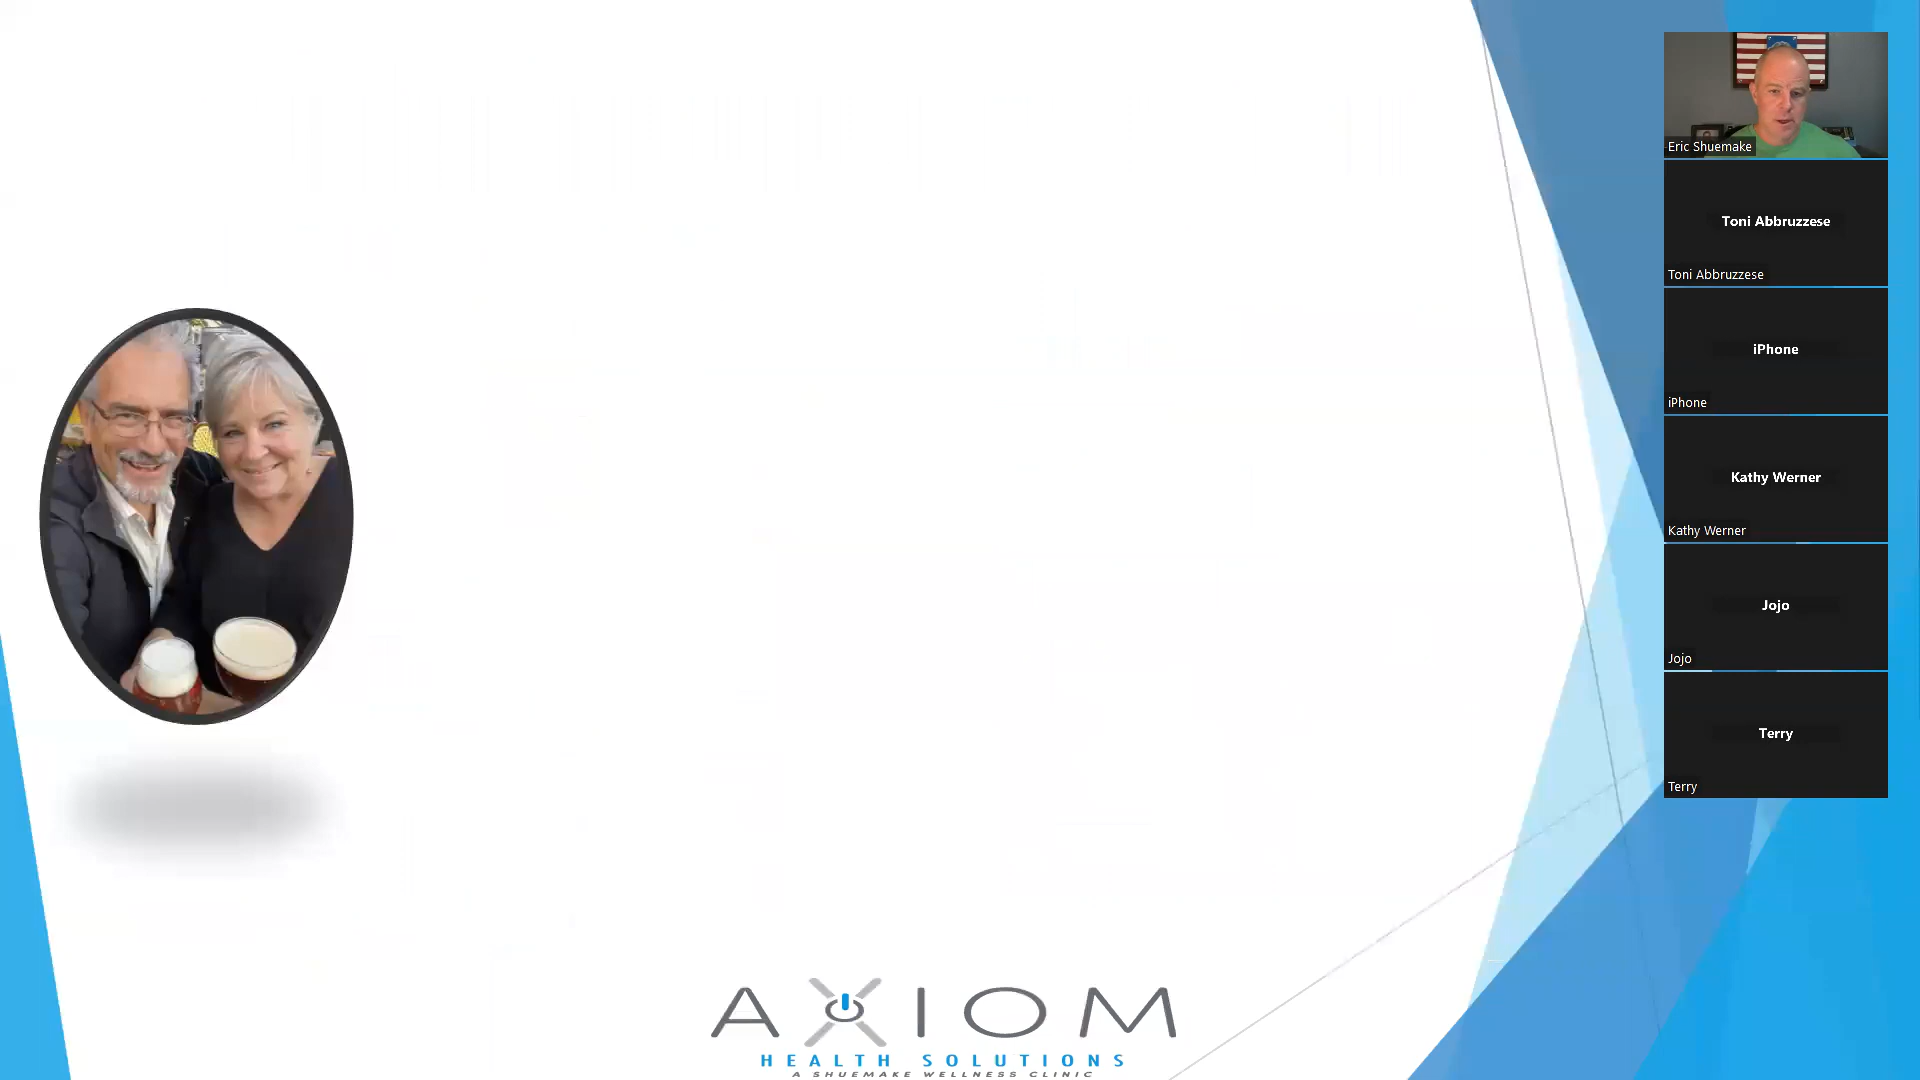 Eric Shuemake
Toni Abbruzzese
Toni Abbruzzese
iPhone
iPhone
Kathy Werner
Kathy Werner
Jojo
Jojo
Terry
Terry
AXIOM
HEALTH SOLUTIONS
A SHUEMAKE WELLNESS CLINIC